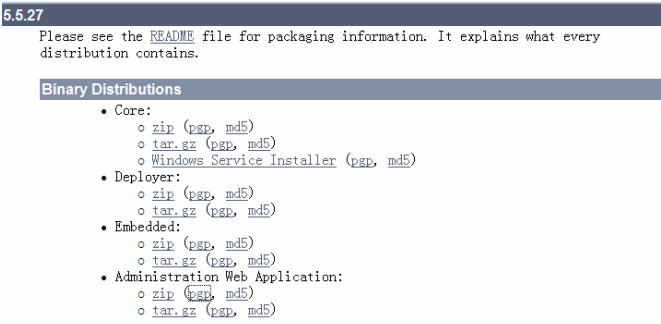 5.5.27
Please see the README file for packaging information. It explains what every
distribution contains.
Binary Distributions
• Core:
o zip (pgp, md5)
o tar.gz (pgp, md5)
o Windows Service Installer (pgp, md5)
• Deployer:
o zip (pgp, md5)
o tar.gz (pgp, md5)
• Embedded:
o zip (pgp, md5)
o tar.gz (pgp, md5)
• Administration Web Application:
o zip (pgp, md5)
o tar.gz (pgp, md5)